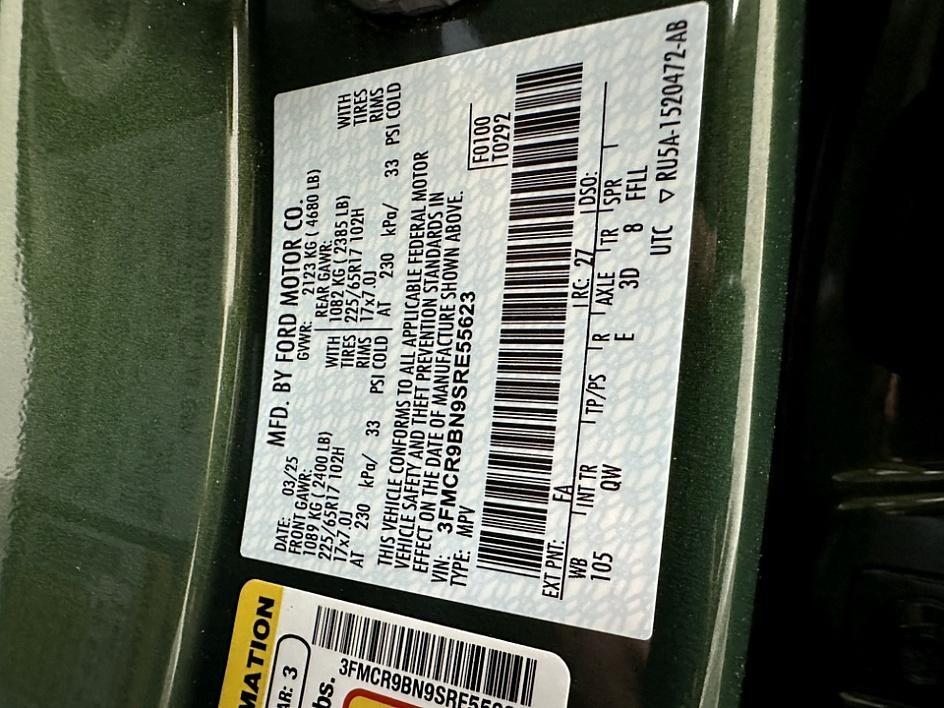 MFD. BY FORD MOTOR CO.
DATE: 03/25 GVWR: 2123 KG ( 4680 LB)
FRONT GAWR: REAR GAWR:
1089 KG ( 2400 LB) WITH 1082 KG ( 2385 LB) WITH
225/65R17 102H TIRES 225/65R17 102H TIRES
17x7.0J RIMS 17x7.0J RIMS
AT 230 kPa/ 33 PSI COLD AT 230 kPa/ 33 PSI COLD
THIS VEHICLE CONFORMS TO ALL APPLICABLE FEDERAL MOTOR
VEHICLE SAFETY AND THEFT PREVENTION STANDARDS IN
EFFECT ON THE DATE OF MANUFACTURE SHOWN ABOVE.
VIN: 3FMCR9BN9SRE55623
TYPE: MPV
F0100
T0292
EXT PNT: FA RC: 27 DSO:
WB INT TR TP/PS R AXLE TR SPR
105 QW E 3D 8 FFLL
UTC ▽ RU5A-1520472-AB
MATION
AR: 3
bs.
3FMCR9BN9SRE556